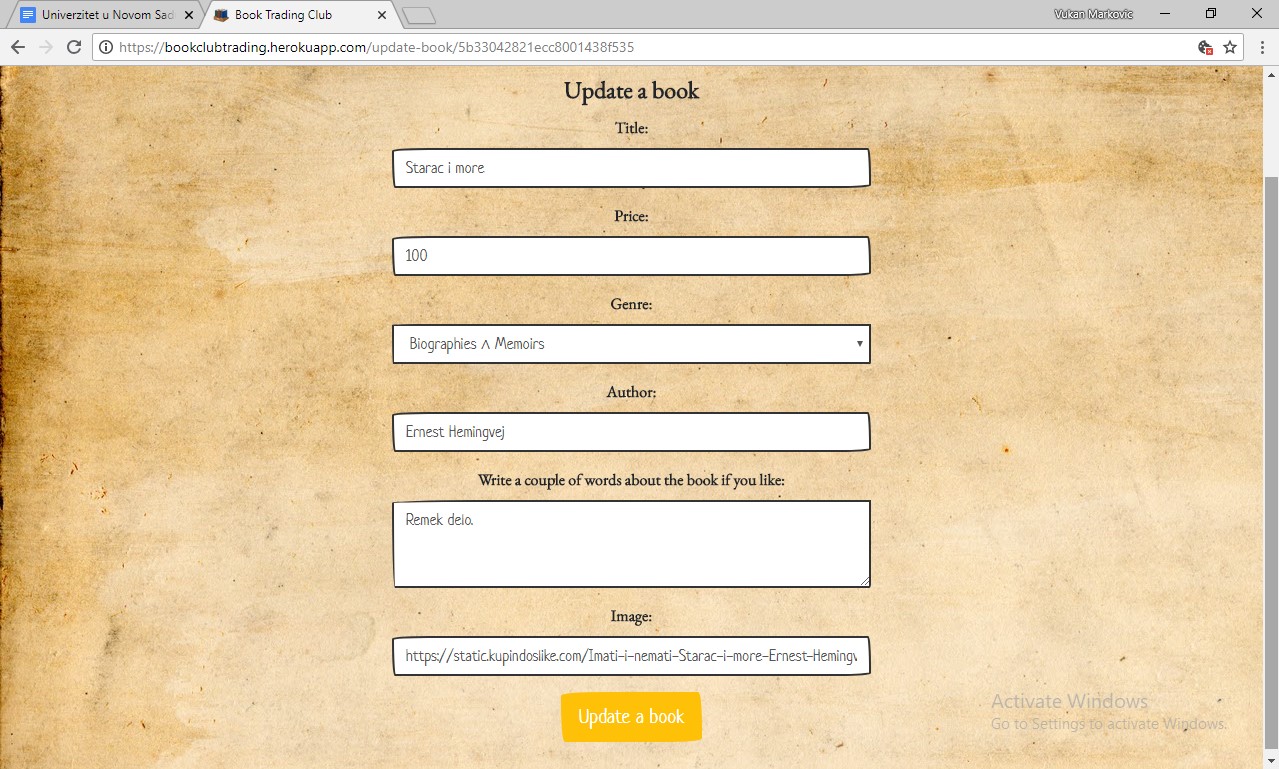 Univerzitet u Novom Sad
Book Trading Club
Vukan Markovic
https://bookclubtrading.herokuapp.com/update-book/5b33042821ecc8001438f535
Update a book
Title:
Starac i more
Price:
100
Genre:
Biographies ∧ Memoirs
Author:
Ernest Hemingvej
Write a couple of words about the book if you like:
Remek delo.
Image:
https://static.kupindoslike.com/Imati-i-nemati-Starac-i-more-Ernest-Hemingv
Update a book
Activate Windows
Go to Settings to activate Windows.